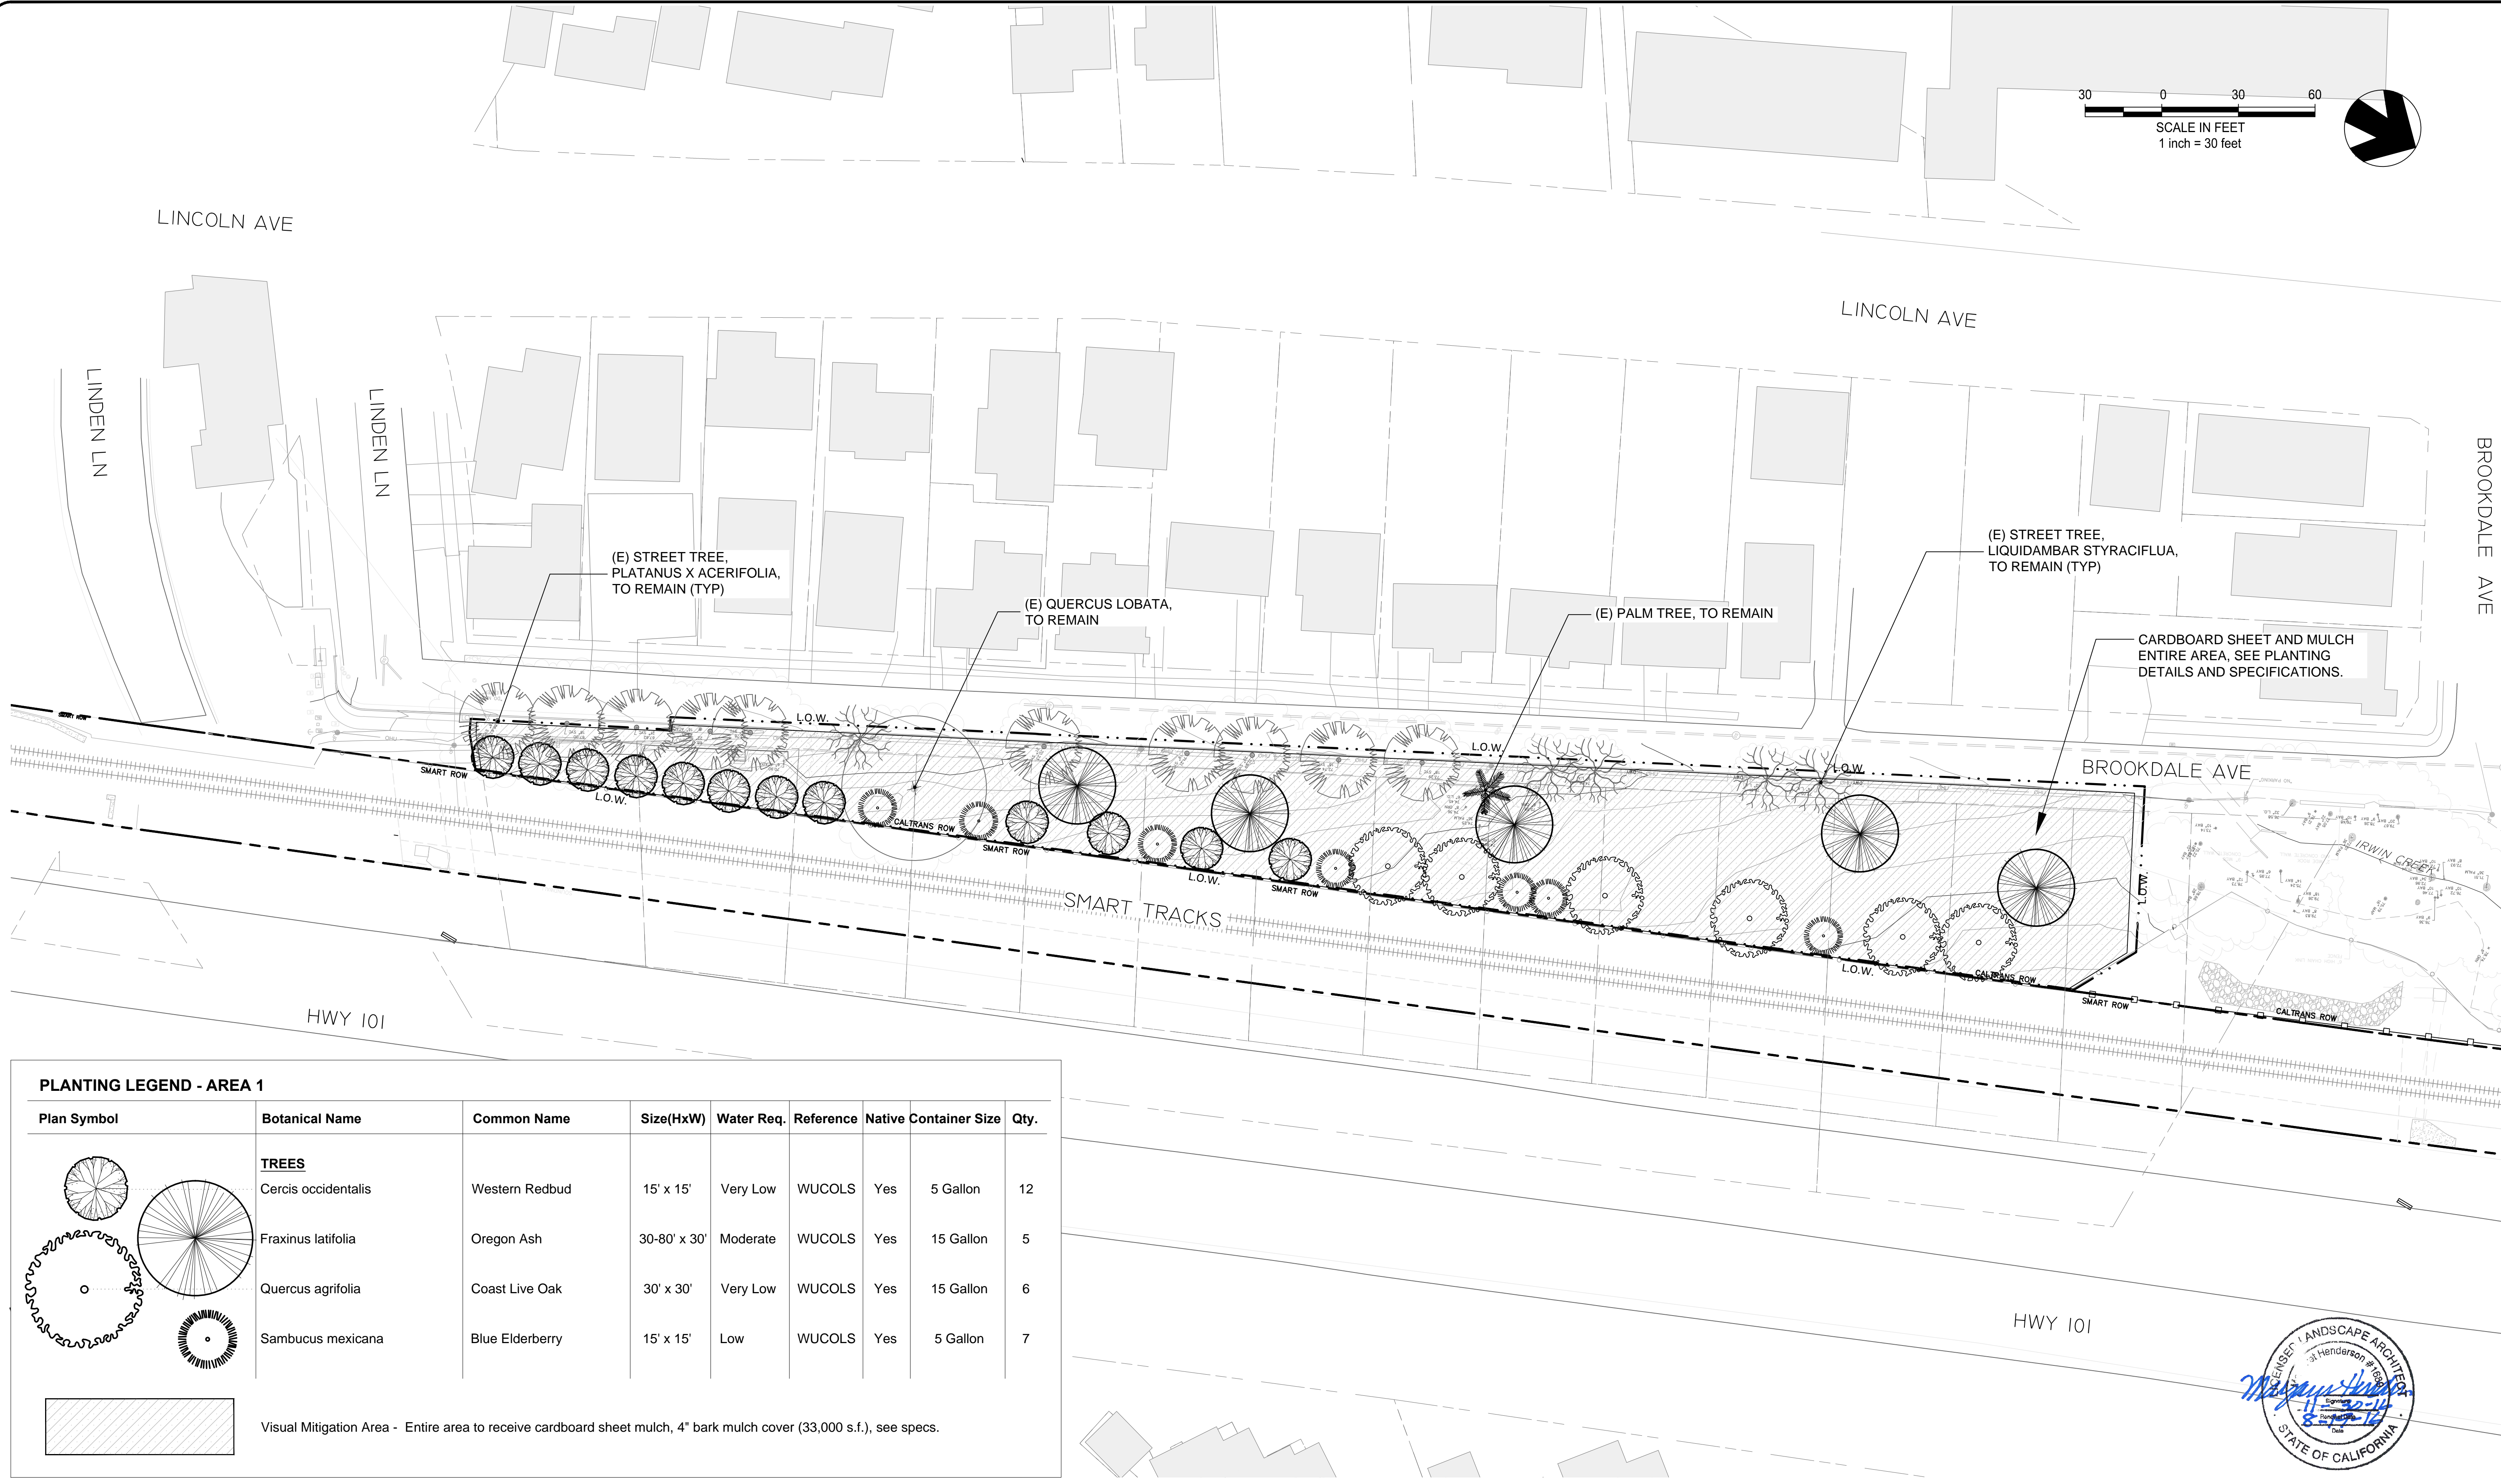 30 0 30 60
SCALE IN FEET
1 inch = 30 feet
LINCOLN AVE
LINCOLN AVE
LINDEN LN
LINDEN LN
BROOKDALE AVE
(E) STREET TREE,
PLATANUS X ACERIFOLIA,
TO REMAIN (TYP)
(E) QUERCUS LOBATA,
TO REMAIN
(E) PALM TREE, TO REMAIN
(E) STREET TREE,
LIQUIDAMBAR STYRACIFLUA,
TO REMAIN (TYP)
CARDBOARD SHEET AND MULCH
ENTIRE AREA, SEE PLANTING
DETAILS AND SPECIFICATIONS.
SMART ROW
L.O.W.
L.O.W.
L.O.W.
BROOKDALE AVE
SMART ROW
L.O.W.
CALTRANS ROW
SMART ROW
L.O.W.
SMART ROW
L.O.W.
IRWIN CREEK
SMART TRACKS
L.O.W.
CALTRANS ROW
SMART ROW
CALTRANS ROW
HWY 101
HWY 101
PLANTING LEGEND - AREA 1
Plan Symbol Botanical Name Common Name Size(HxW) Water Req. Reference Native Container Size Qty.
TREES
Cercis occidentalis Western Redbud 15' x 15' Very Low WUCOLS Yes 5 Gallon 12
Fraxinus latifolia Oregon Ash 30-80' x 30' Moderate WUCOLS Yes 15 Gallon 5
Quercus agrifolia Coast Live Oak 30' x 30' Very Low WUCOLS Yes 15 Gallon 6
Sambucus mexicana Blue Elderberry 15' x 15' Low WUCOLS Yes 5 Gallon 7
Visual Mitigation Area - Entire area to receive cardboard sheet mulch, 4" bark mulch cover (33,000 s.f.), see specs.
LANDSCAPE ARCHITECT
Henderson
Signature
Date
STATE OF CALIFORNIA